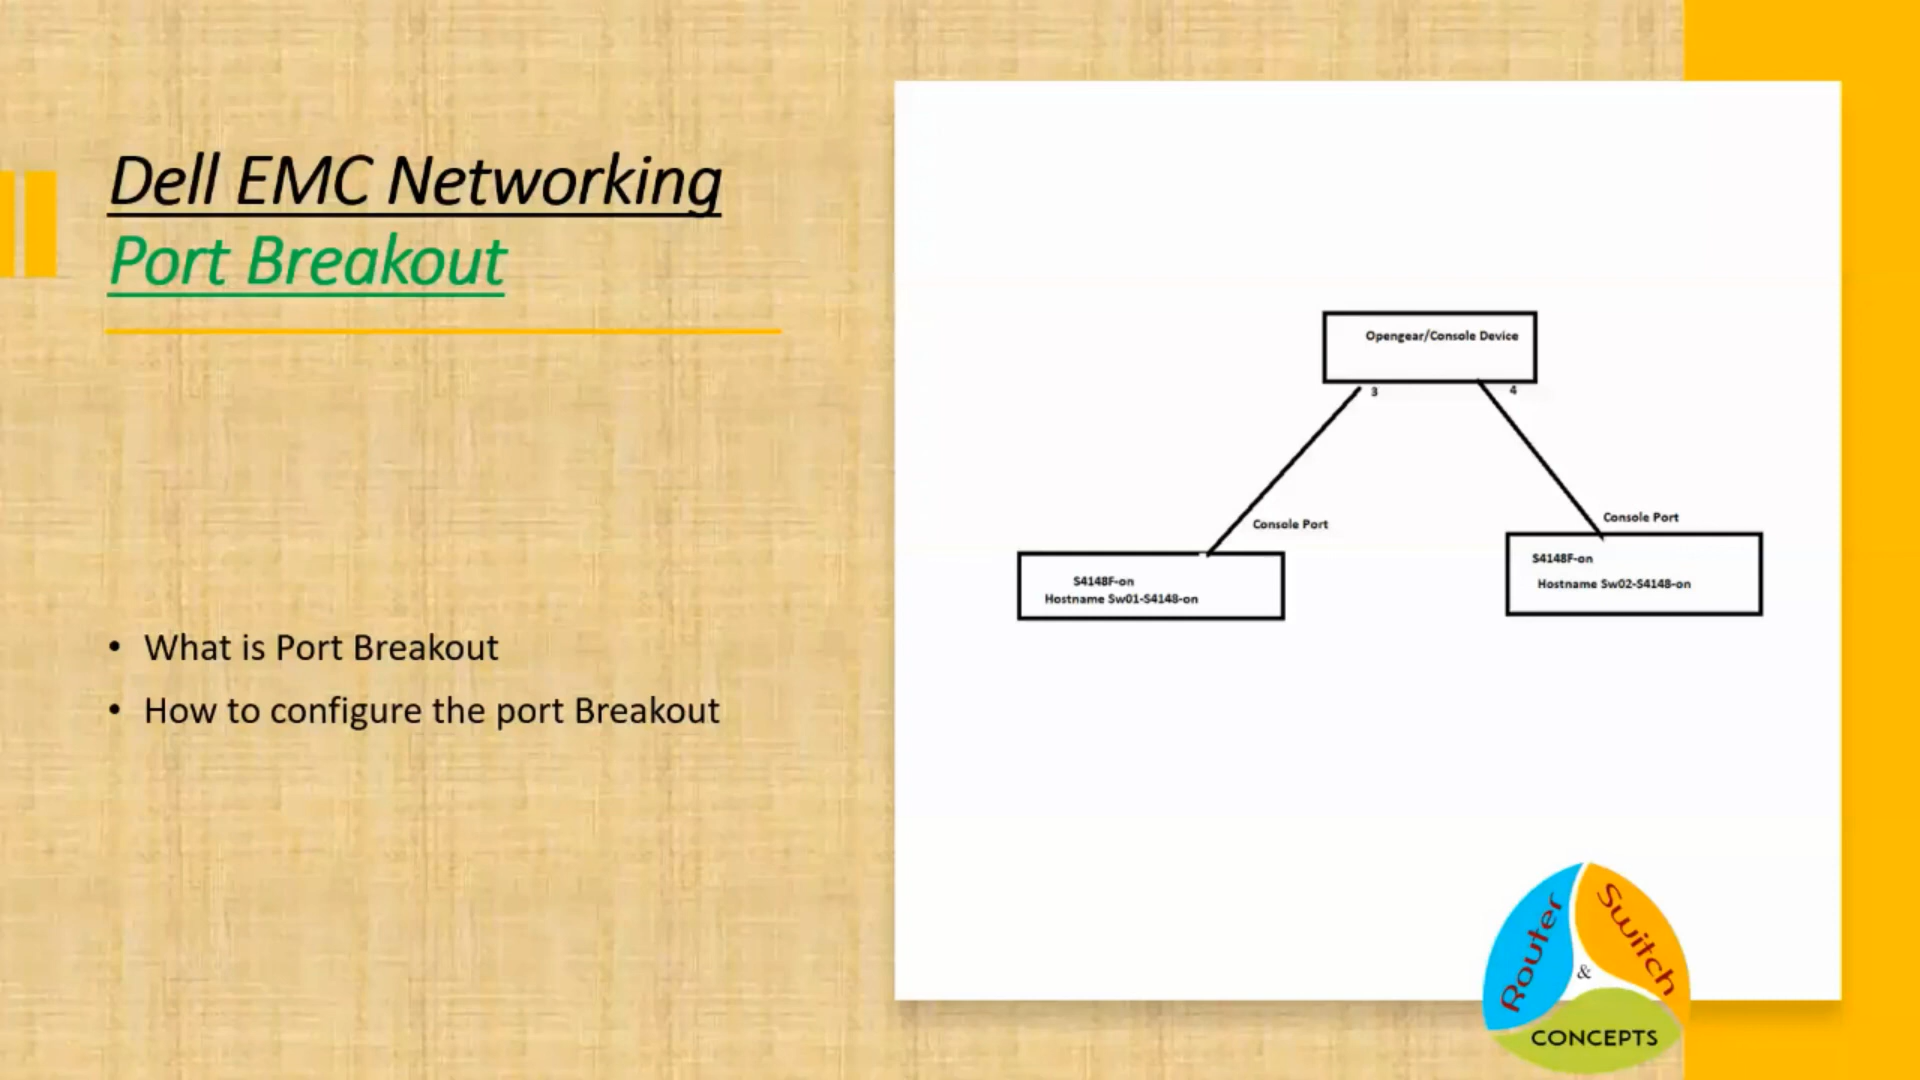 Dell EMC Networking
Port Breakout
• What is Port Breakout
• How to configure the port Breakout
Opengear/Console Device
3
4
Console Port
Console Port
S4148F-on
Hostname Sw01-S4148-on
S4148F-on
Hostname Sw02-S4148-on
Router
&
Switch
CONCEPTS